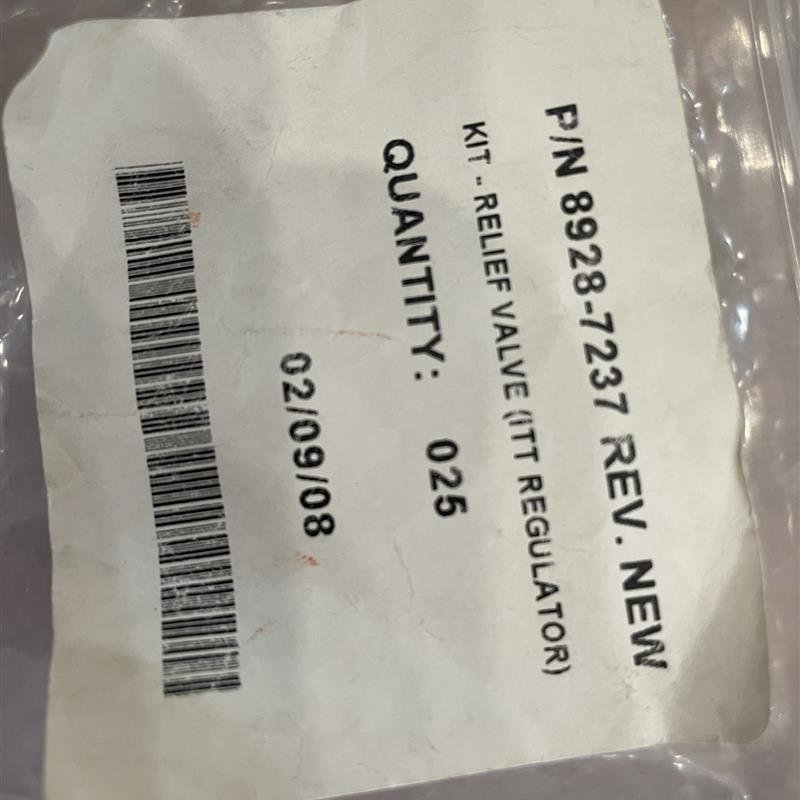 P/N 8928-7237 REV. NEW
KIT - RELIEF VALVE (ITT REGULATOR)
QUANTITY: 025
02/09/08